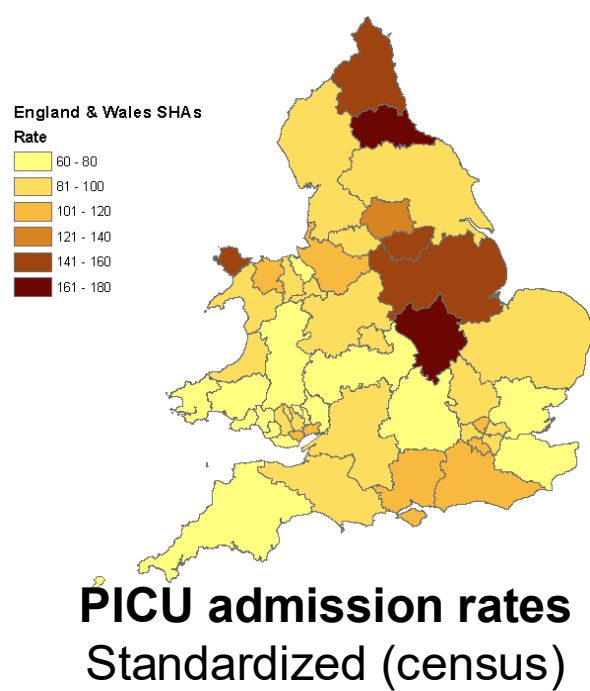 England & Wales SHAs
Rate
60 - 80
81 - 100
101 - 120
121 - 140
141 - 160
161 - 180
PICU admission rates
Standardized (census)